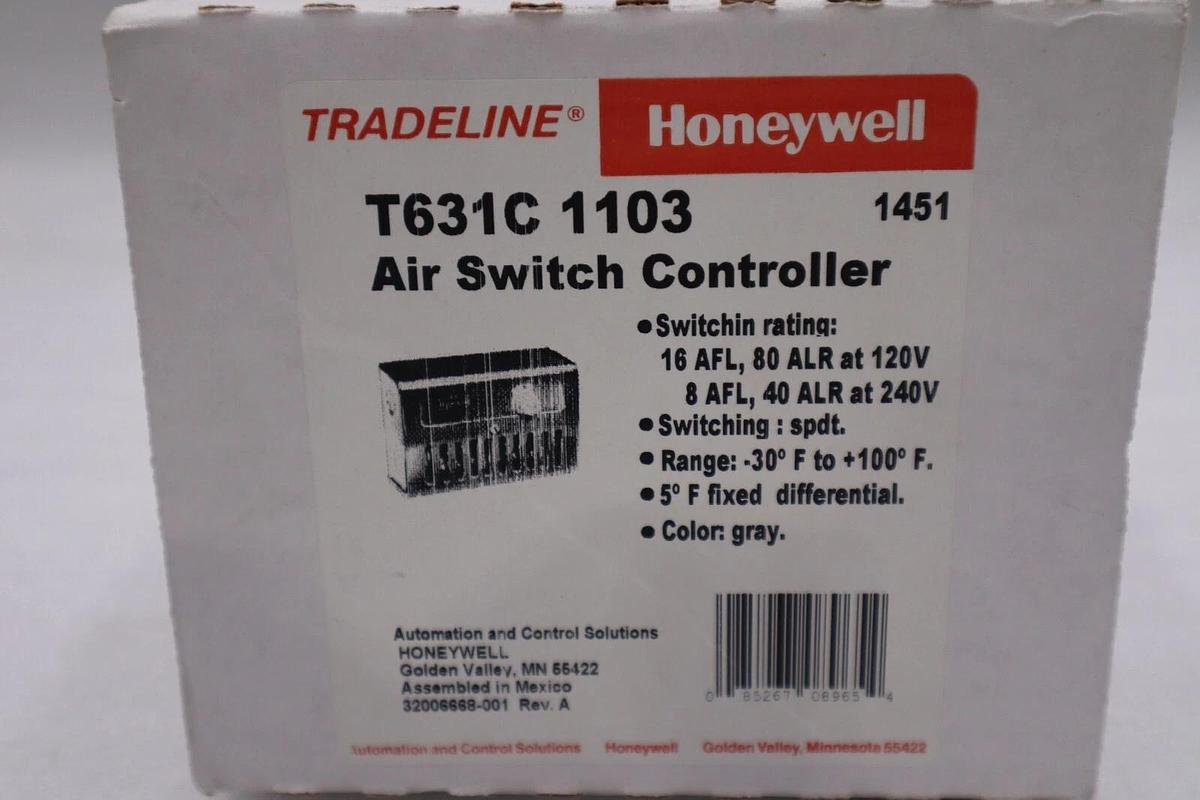 TRADELINE® Honeywell
T631C 1103 1451
Air Switch Controller
• Switchin rating:
16 AFL, 80 ALR at 120V
8 AFL, 40 ALR at 240V
• Switching : spdt.
• Range: -30° F to +100° F.
• 5° F fixed differential.
• Color: gray.
Automation and Control Solutions
HONEYWELL
Golden Valley, MN 55422
Assembled in Mexico
32006668-001 Rev. A
0 85267 08965 4
Automation and Control Solutions Honeywell Golden Valley, Minnesota 55422